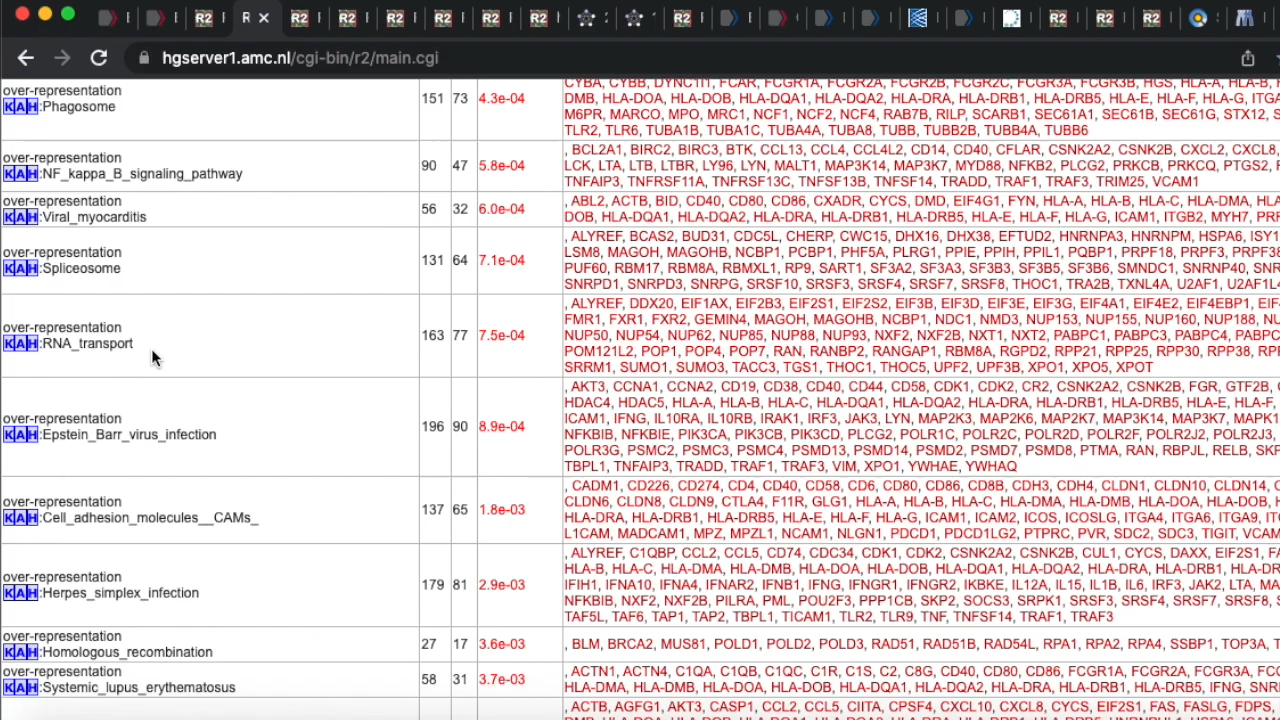 R2 R ✕ R2 R2 R2 R2 R2 R2 R2 R2 R2 R2
hgserver1.amc.nl/cgi-bin/r2/main.cgi
CYBA, CYBB, DYNC1I1, FCAR, FCGR1A, FCGR2A, FCGR2B, FCGR2C, FCGR3A, FCGR3B, HGS, HLA-A, HLA-B,
over-representation
K|A|H:Phagosome
151 73 4.3e-04
DMB, HLA-DOA, HLA-DOB, HLA-DQA1, HLA-DQA2, HLA-DRA, HLA-DRB1, HLA-DRB5, HLA-E, HLA-F, HLA-G, ITGA
M6PR, MARCO, MPO, MRC1, NCF1, NCF2, NCF4, RAB7B, RILP, SCARB1, SEC61A1, SEC61B, SEC61G, STX12, S
TLR2, TLR6, TUBA1B, TUBA1C, TUBA4A, TUBA8, TUBB, TUBB2B, TUBB4A, TUBB6
over-representation
K|A|H:NF_kappa_B_signaling_pathway
90 47 5.8e-04
, BCL2A1, BIRC2, BIRC3, BTK, CCL13, CCL4, CCL4L2, CD14, CD40, CFLAR, CSNK2A2, CSNK2B, CXCL2, CXCL8,
LCK, LTA, LTB, LTBR, LY96, LYN, MALT1, MAP3K14, MAP3K7, MYD88, NFKB2, PLCG2, PRKCB, PRKCQ, PTGS2,
TNFAIP3, TNFRSF11A, TNFRSF13C, TNFSF13B, TNFSF14, TRADD, TRAF1, TRAF3, TRIM25, VCAM1
over-representation
K|A|H:Viral_myocarditis
56 32 6.0e-04
, ABL2, ACTB, BID, CD40, CD80, CD86, CXADR, CYCS, DMD, EIF4G1, FYN, HLA-A, HLA-B, HLA-C, HLA-DMA, HLA
DOB, HLA-DQA1, HLA-DQA2, HLA-DRA, HLA-DRB1, HLA-DRB5, HLA-E, HLA-F, HLA-G, ICAM1, ITGB2, MYH7, PRF
over-representation
K|A|H:Spliceosome
131 64 7.1e-04
, ALYREF, BCAS2, BUD31, CDC5L, CHERP, CWC15, DHX16, DHX38, EFTUD2, HNRNPA3, HNRNPM, HSPA6, ISY1
LSM8, MAGOH, MAGOHB, NCBP1, PCBP1, PHF5A, PLRG1, PPIE, PPIH, PPIL1, PQBP1, PRPF18, PRPF3, PRPF38
PUF60, RBM17, RBM8A, RBMXL1, RP9, SART1, SF3A2, SF3A3, SF3B3, SF3B5, SF3B6, SMNDC1, SNRNP40, SNR
SNRPD1, SNRPD3, SNRPG, SRSF10, SRSF3, SRSF4, SRSF7, SRSF8, THOC1, TRA2B, TXNL4A, U2AF1, U2AF1L4
over-representation
K|A|H:RNA_transport
163 77 7.5e-04
, ALYREF, DDX20, EIF1AX, EIF2B3, EIF2S1, EIF2S2, EIF3B, EIF3D, EIF3E, EIF3G, EIF4A1, EIF4E2, EIF4EBP1, EIF
FMR1, FXR1, FXR2, GEMIN4, MAGOH, MAGOHB, NCBP1, NDC1, NMD3, NUP153, NUP155, NUP160, NUP188, NU
NUP50, NUP54, NUP62, NUP85, NUP88, NUP93, NXF2, NXF2B, NXT1, NXT2, PABPC1, PABPC3, PABPC4, PABPC
POM121L2, POP1, POP4, POP7, RAN, RANBP2, RANGAP1, RBM8A, RGPD2, RPP21, RPP25, RPP30, RPP38, RP
SRRM1, SUMO1, SUMO3, TACC3, TGS1, THOC1, THOC5, UPF2, UPF3B, XPO1, XPO5, XPOT
over-representation
K|A|H:Epstein_Barr_virus_infection
196 90 8.9e-04
, AKT3, CCNA1, CCNA2, CD19, CD38, CD40, CD44, CD58, CDK1, CDK2, CR2, CSNK2A2, CSNK2B, FGR, GTF2B,
HDAC4, HDAC5, HLA-A, HLA-B, HLA-C, HLA-DQA1, HLA-DQA2, HLA-DRA, HLA-DRB1, HLA-DRB5, HLA-E, HLA-F,
ICAM1, IFNG, IL10RA, IL10RB, IRAK1, IRF3, JAK3, LYN, MAP2K3, MAP2K6, MAP2K7, MAP3K14, MAP3K7, MAPK1
NFKBIB, NFKBIE, PIK3CA, PIK3CB, PIK3CD, PLCG2, POLR1C, POLR2C, POLR2D, POLR2F, POLR2J2, POLR2J3,
POLR3G, PSMC2, PSMC3, PSMC4, PSMD13, PSMD14, PSMD2, PSMD7, PSMD8, PTMA, RAN, RBPJL, RELB, SKP
TBPL1, TNFAIP3, TRADD, TRAF1, TRAF3, VIM, XPO1, YWHAE, YWHAQ
over-representation
K|A|H:Cell_adhesion_molecules__CAMs_
137 65 1.8e-03
, CADM1, CD226, CD274, CD4, CD40, CD58, CD6, CD80, CD86, CD8B, CDH3, CDH4, CLDN1, CLDN10, CLDN14, C
CLDN6, CLDN8, CLDN9, CTLA4, F11R, GLG1, HLA-A, HLA-B, HLA-C, HLA-DMA, HLA-DMB, HLA-DOA, HLA-DOB, H
HLA-DRA, HLA-DRB1, HLA-DRB5, HLA-E, HLA-F, HLA-G, ICAM1, ICAM2, ICOS, ICOSLG, ITGA4, ITGA6, ITGA9, IT
L1CAM, MADCAM1, MPZ, MPZL1, NCAM1, NLGN1, PDCD1, PDCD1LG2, PTPRC, PVR, SDC2, SDC3, TIGIT, VCAM
over-representation
K|A|H:Herpes_simplex_infection
179 81 2.9e-03
, ALYREF, C1QBP, CCL2, CCL5, CD74, CDC34, CDK1, CDK2, CSNK2A2, CSNK2B, CUL1, CYCS, DAXX, EIF2S1, FA
HLA-B, HLA-C, HLA-DMA, HLA-DMB, HLA-DOA, HLA-DOB, HLA-DQA1, HLA-DQA2, HLA-DRA, HLA-DRB1, HLA-DR
IFIH1, IFNA10, IFNA4, IFNAR2, IFNB1, IFNG, IFNGR1, IFNGR2, IKBKE, IL12A, IL15, IL1B, IL6, IRF3, JAK2, LTA, MA
NFKBIB, NXF2, NXF2B, PILRA, PML, POU2F3, PPP1CB, SKP2, SOCS3, SRPK1, SRSF3, SRSF4, SRSF7, SRSF8, S
TAF5L, TAF6, TAP1, TAP2, TBPL1, TICAM1, TLR2, TLR9, TNF, TNFSF14, TRAF1, TRAF3
over-representation
K|A|H:Homologous_recombination
27 17 3.6e-03
, BLM, BRCA2, MUS81, POLD1, POLD2, POLD3, RAD51, RAD51B, RAD54L, RPA1, RPA2, RPA4, SSBP1, TOP3A, T
over-representation
K|A|H:Systemic_lupus_erythematosus
58 31 3.7e-03
, ACTN1, ACTN4, C1QA, C1QB, C1QC, C1R, C1S, C2, C8G, CD40, CD80, CD86, FCGR1A, FCGR2A, FCGR3A, FC
HLA-DMA, HLA-DMB, HLA-DOA, HLA-DOB, HLA-DQA1, HLA-DQA2, HLA-DRA, HLA-DRB1, HLA-DRB5, IFNG, SNR
, ACTB, AGFG1, AKT3, CASP1, CCL2, CCL5, CPSF4, CXCL10, CXCL8, CYCS, EIF2S1, FAS, FASLG, FDPS,